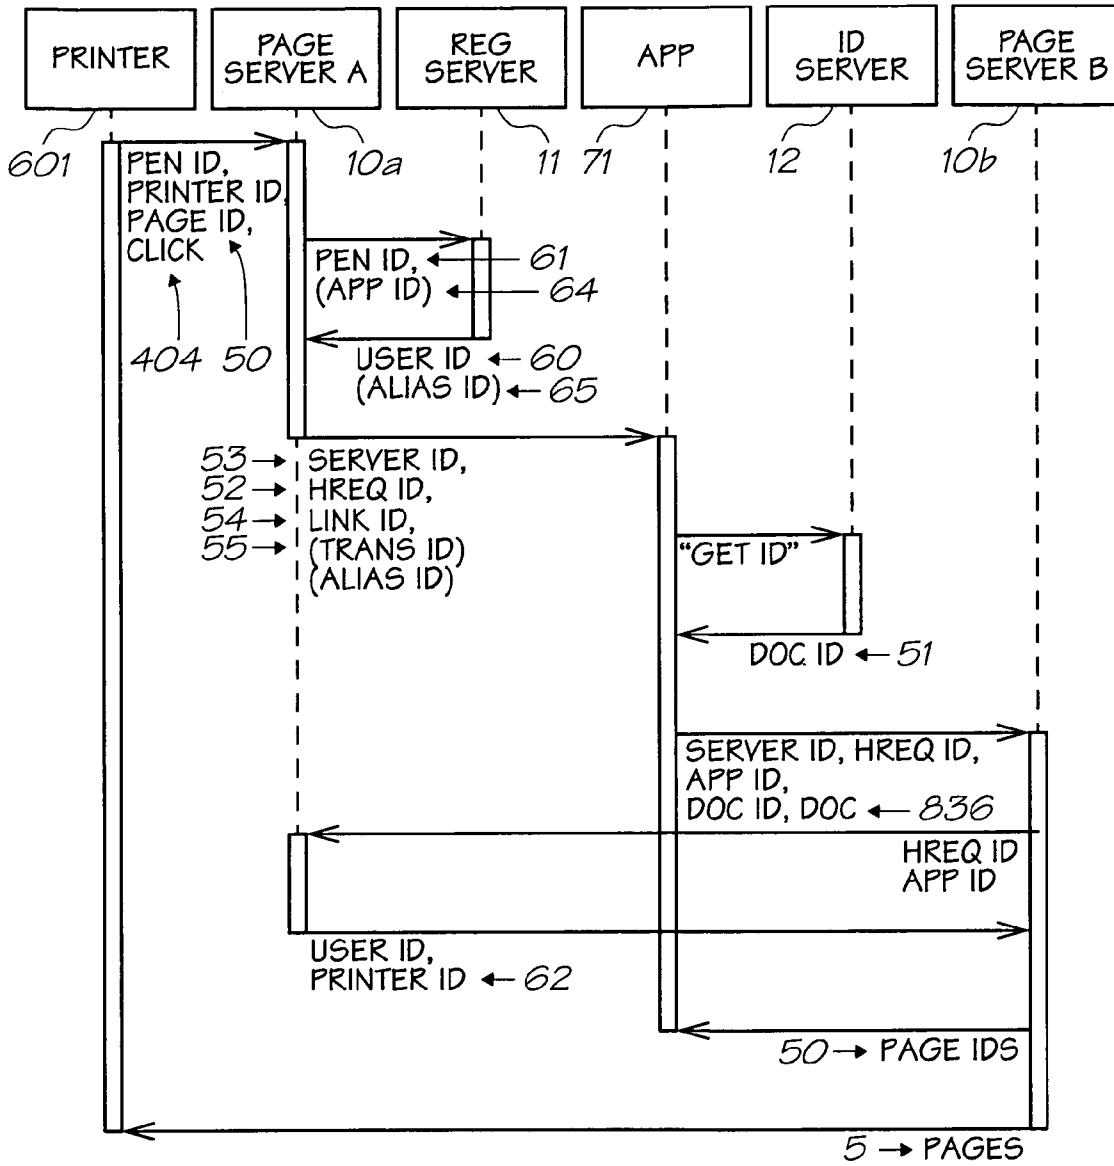 PRINTER
PAGE
SERVER A
REG
SERVER
APP
ID
SERVER
PAGE
SERVER B
601
10a
11
71
12
10b
PEN ID,
PRINTER ID,
PAGE ID,
CLICK
404
50
PEN ID, 61
(APP ID) 64
USER ID 60
(ALIAS ID) 65
53 SERVER ID,
52 HREQ ID,
54 LINK ID,
55 (TRANS ID)
(ALIAS ID)
"GET ID"
DOC ID 51
SERVER ID, HREQ ID,
APP ID,
DOC ID, DOC 836
HREQ ID
APP ID
USER ID,
PRINTER ID 62
50 PAGE IDS
5 PAGES